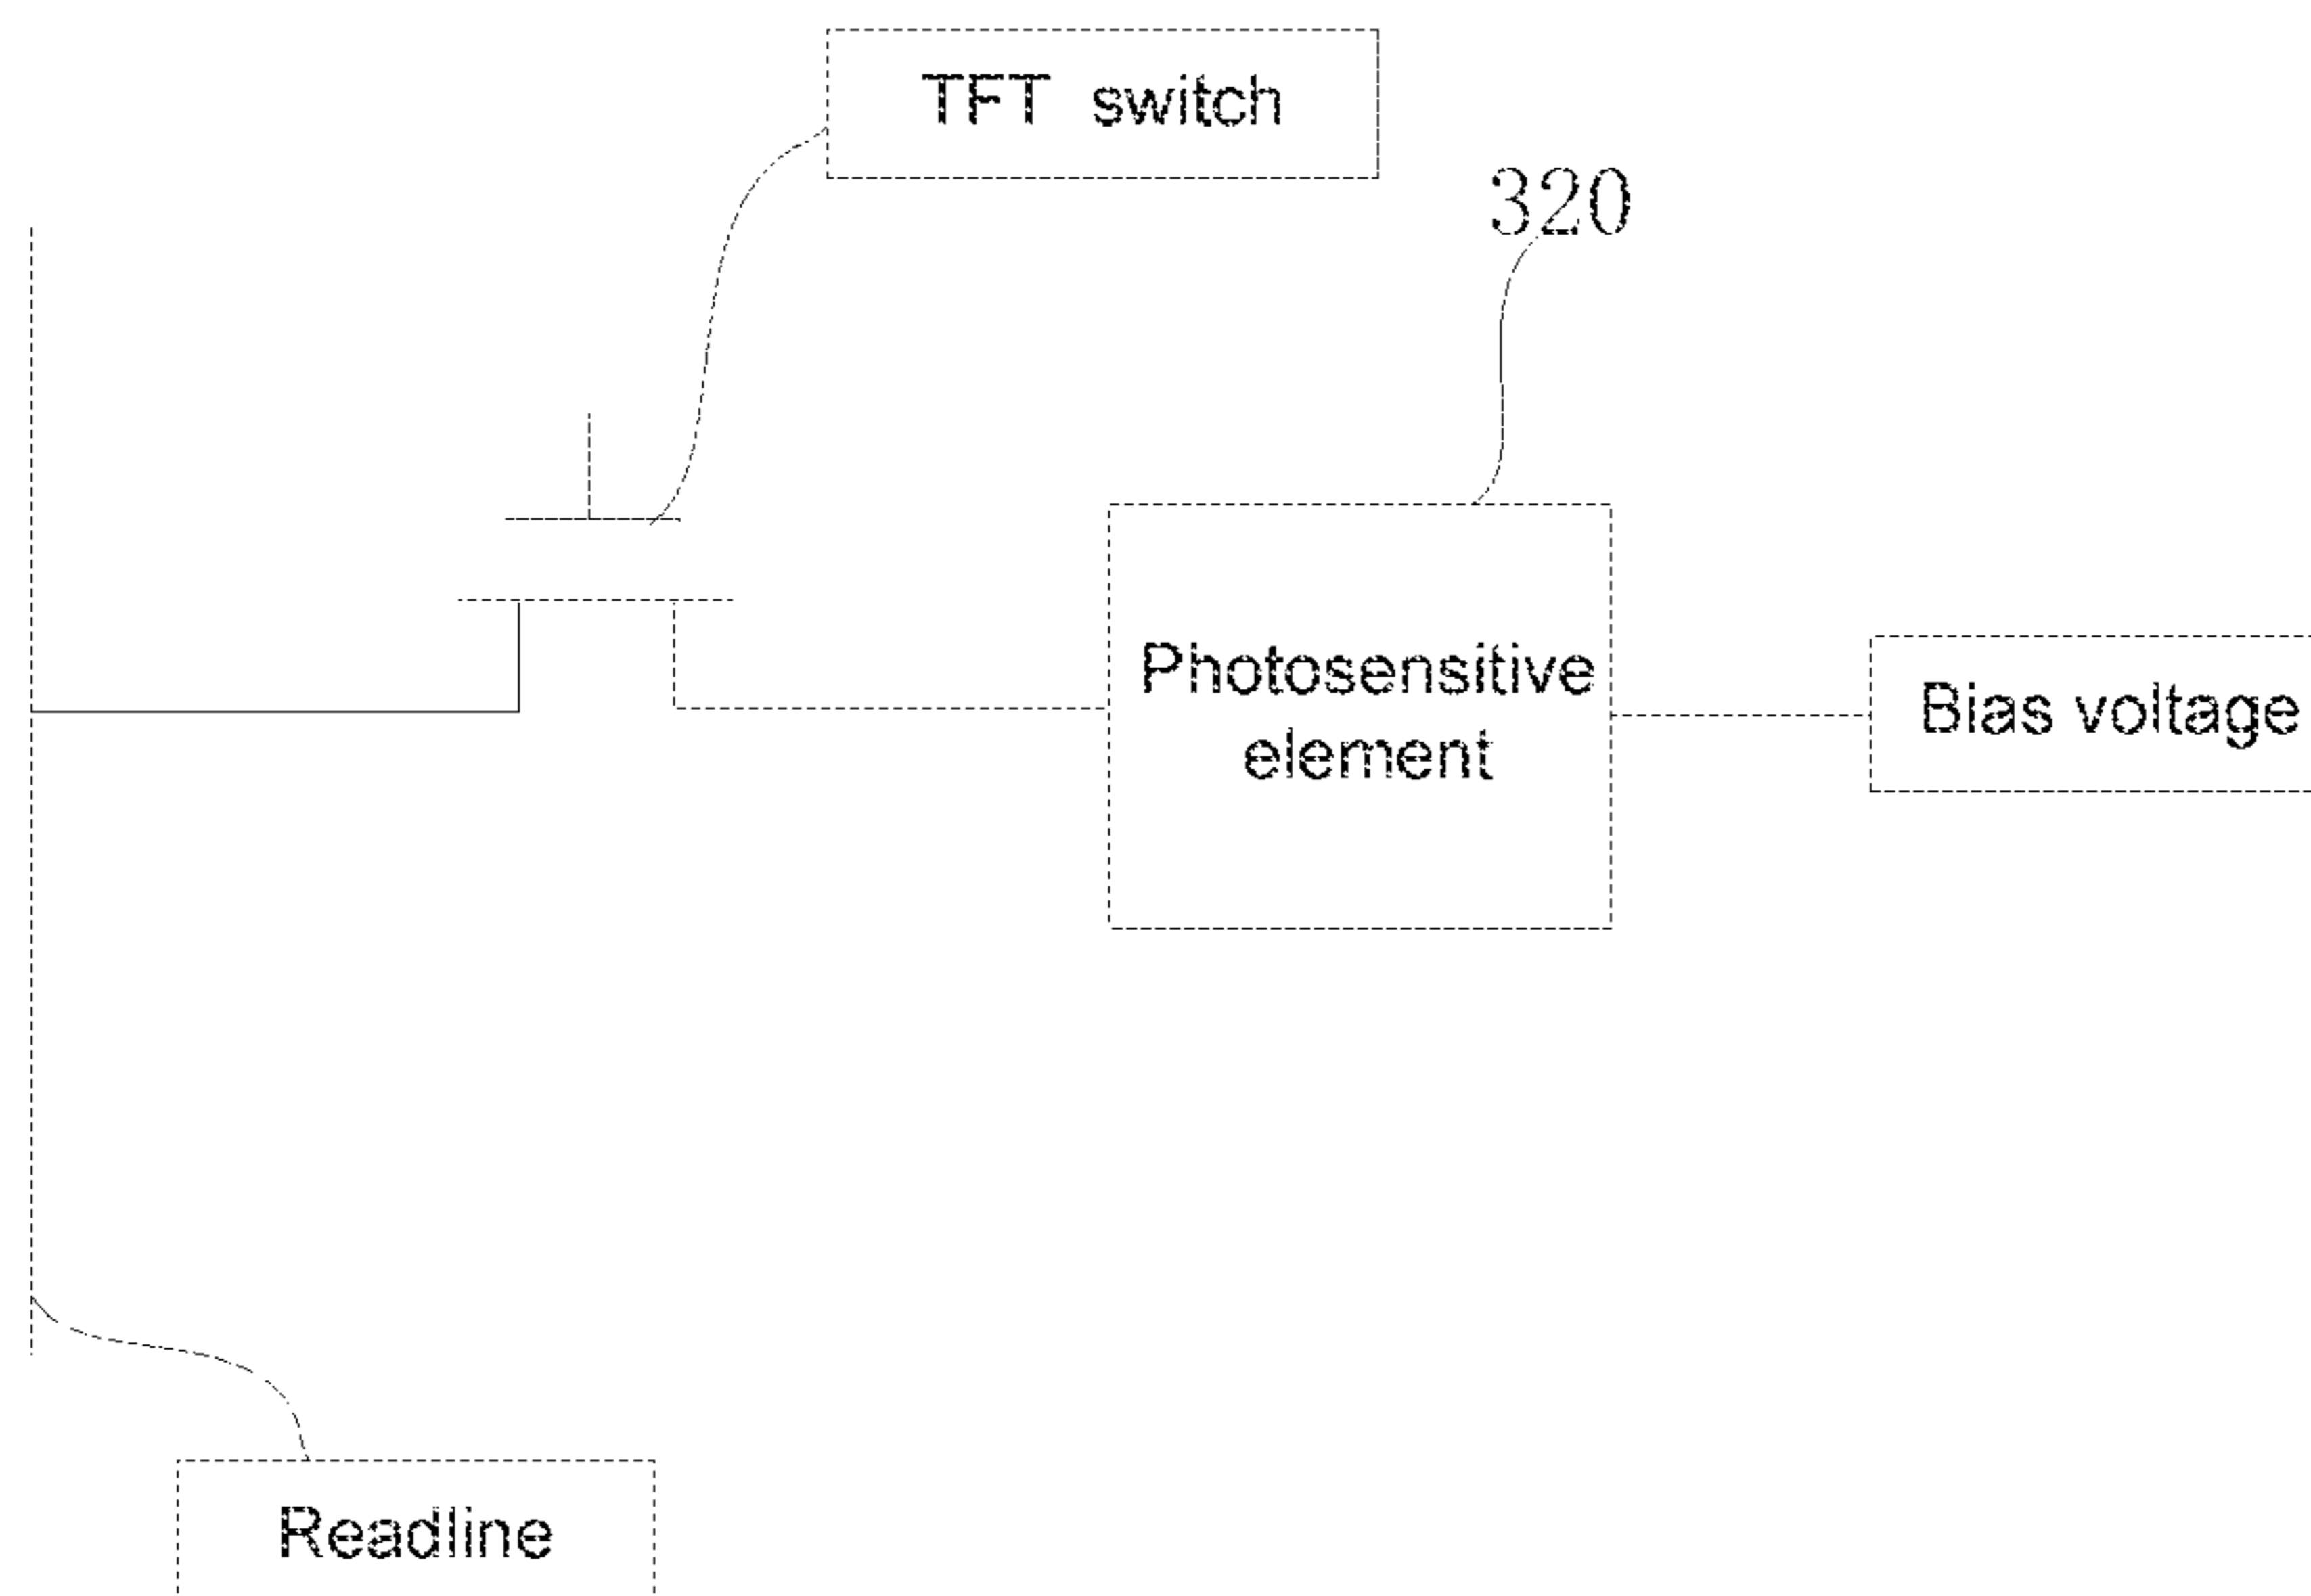 TFT switch
320
Photosensitive
element
Bias voltage
Readline